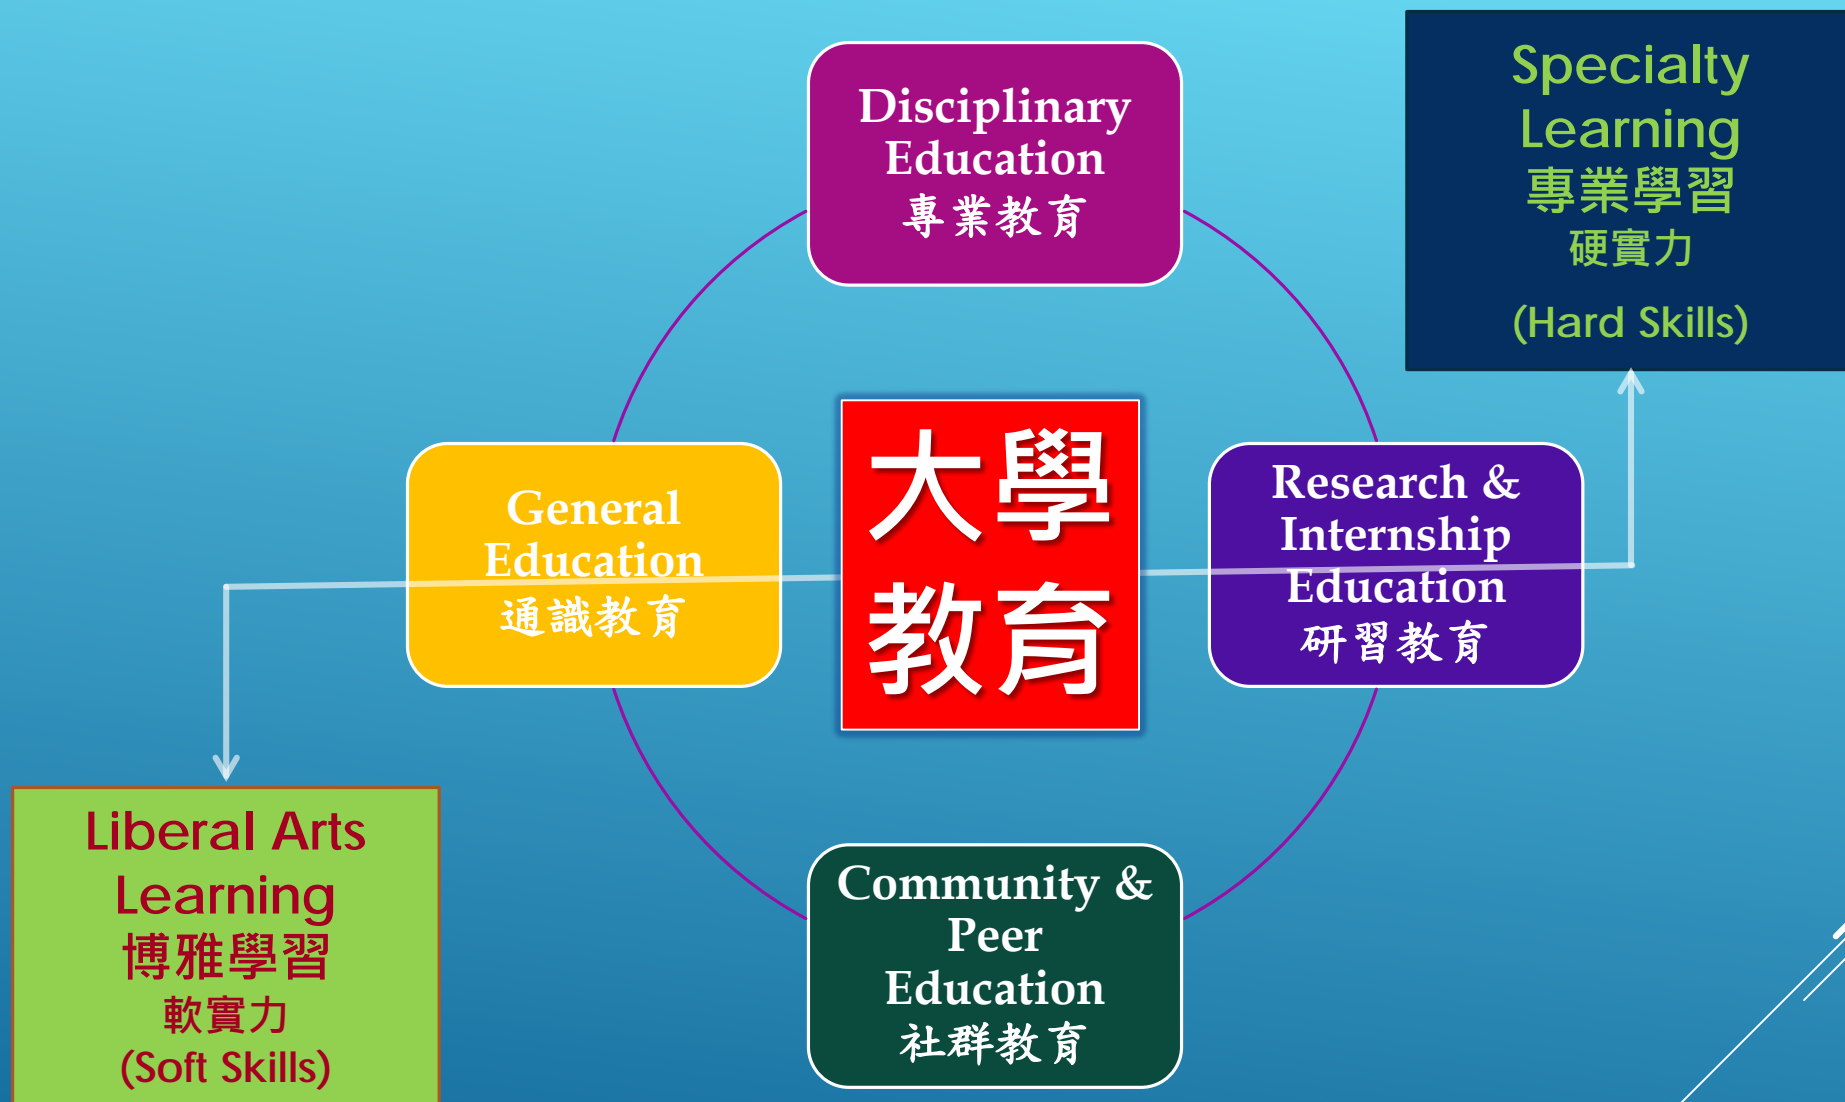 Disciplinary
Education
專業教育
Specialty
Learning
專業學習
硬實力
(Hard Skills)
General
Education
通識教育
大學
教育
Research &
Internship
Education
研習教育
Liberal Arts
Learning
博雅學習
軟實力
(Soft Skills)
Community &
Peer
Education
社群教育